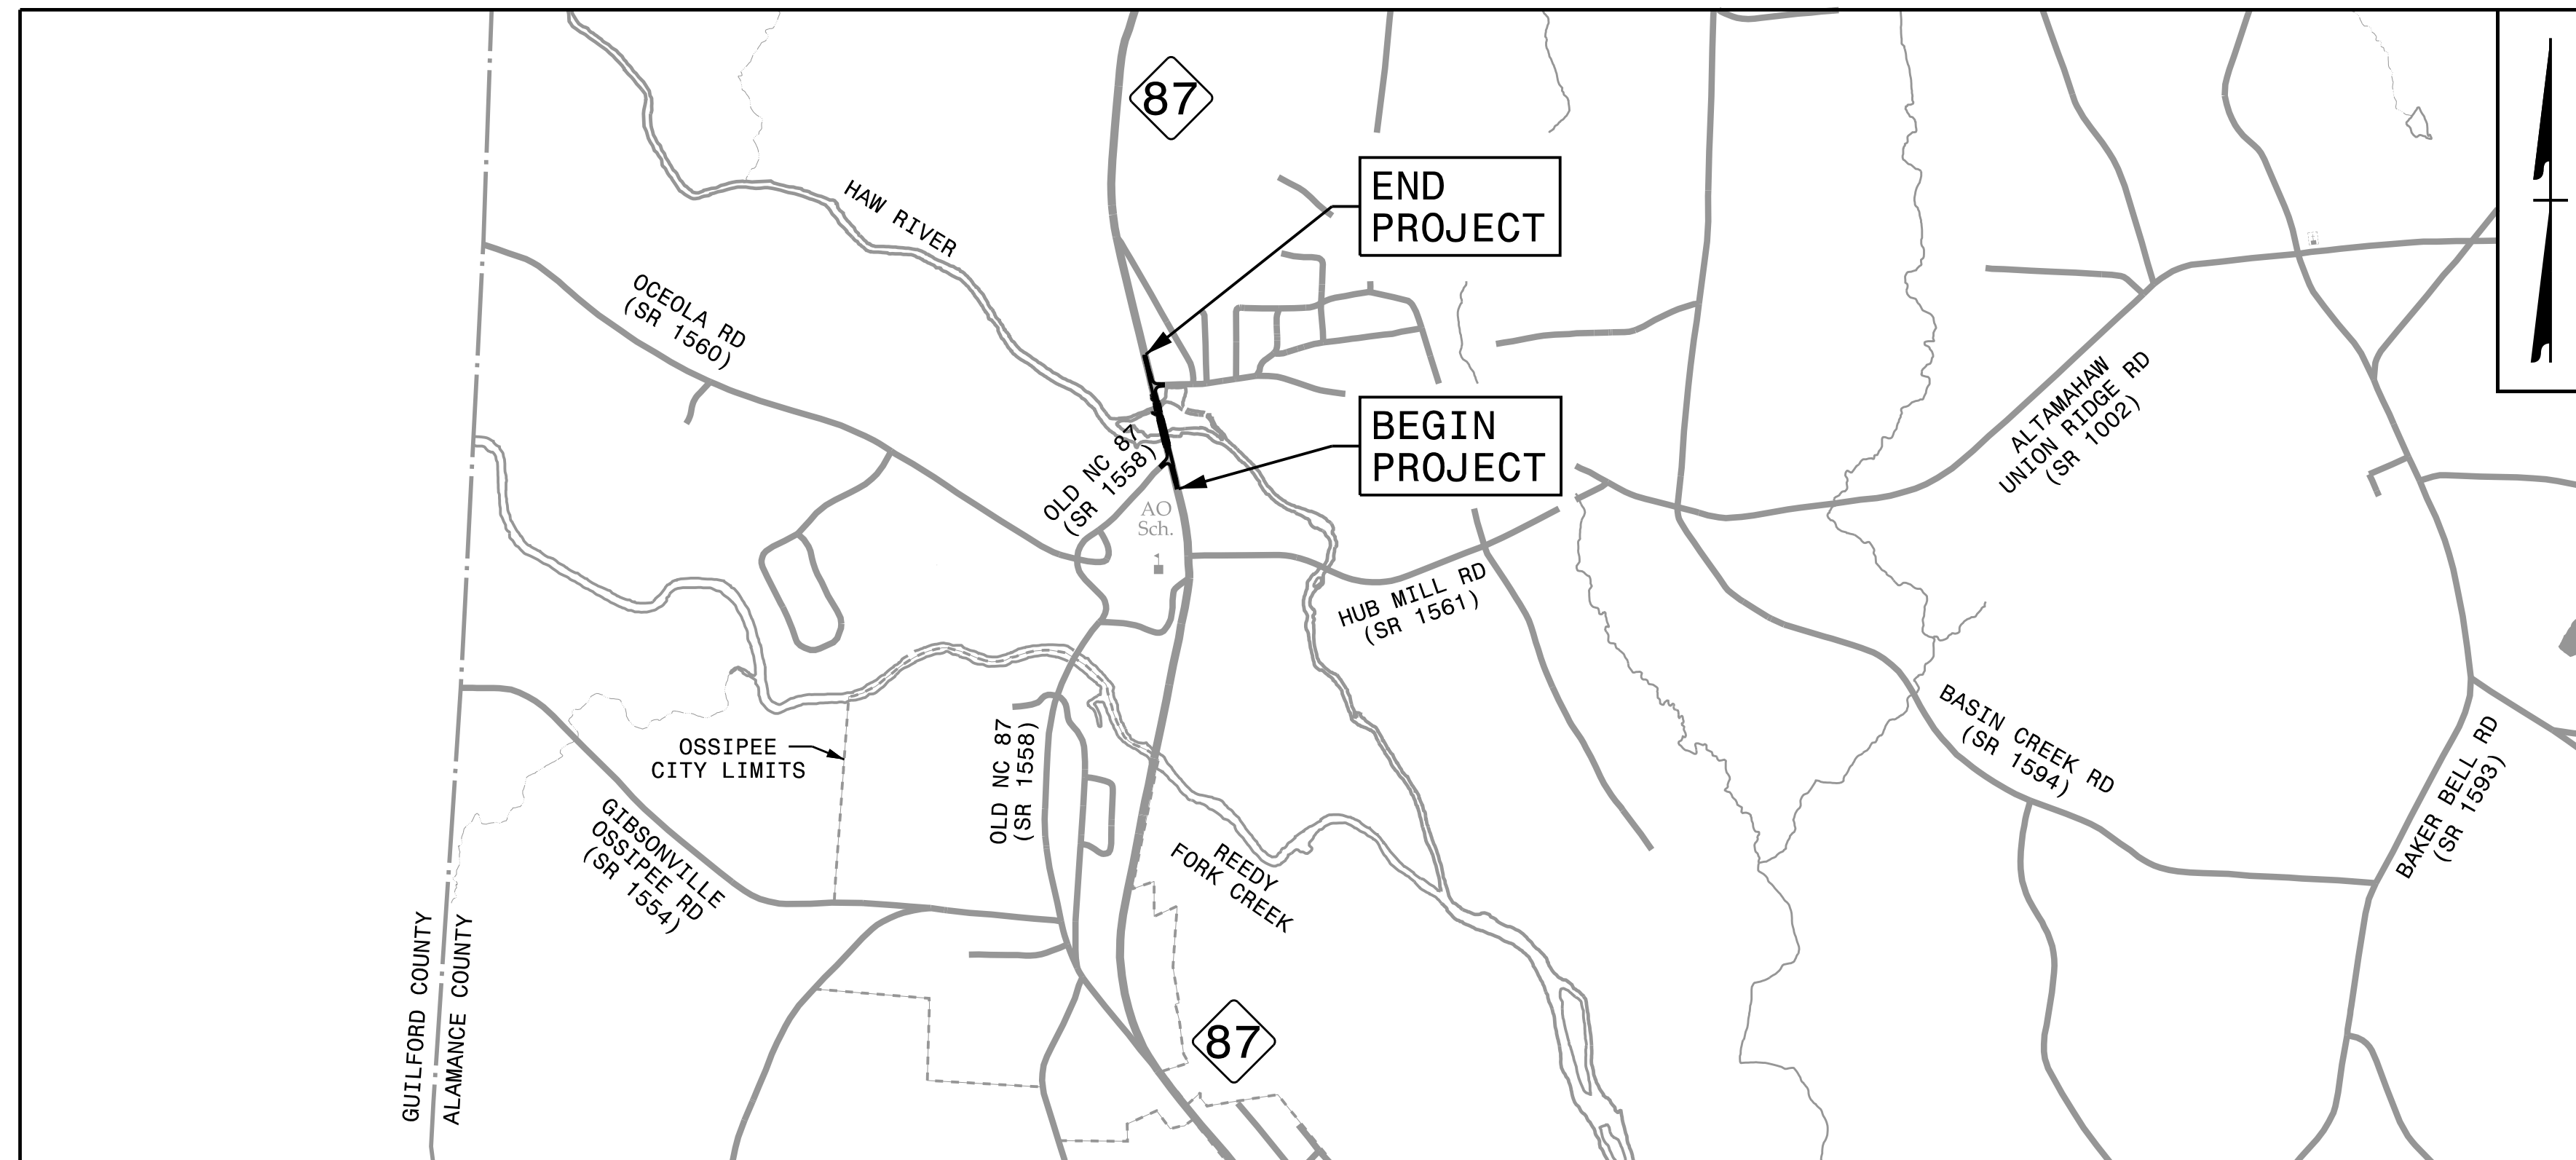 87
END
PROJECT
HAW RIVER
OCEOLA RD
(SR 1560)
BEGIN
PROJECT
OLD NC 87
(SR 1558)
AO
Sch.
ALTAMAHAW
UNION RIDGE RD
(SR 1002)
HUB MILL RD
(SR 1561)
OSSIPEE
CITY LIMITS
OLD NC 87
(SR 1558)
BASIN CREEK RD
(SR 1594)
BAKER BELL RD
(SR 1593)
GIBSONVILLE
OSSIPEE RD
(SR 1554)
REEDY
FORK CREEK
GUILFORD COUNTY
ALAMANCE COUNTY
87